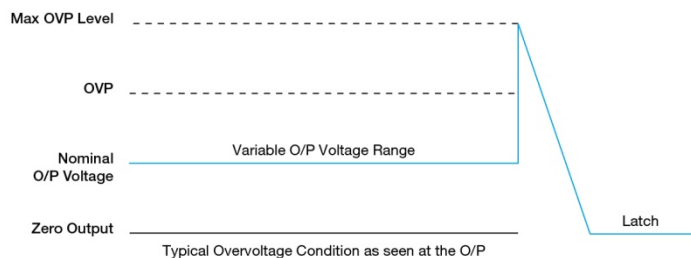 Max OVP Level
OVP
Variable O/P Voltage Range
Nominal
O/P Voltage
Zero Output
Latch
Typical Overvoltage Condition as seen at the O/P